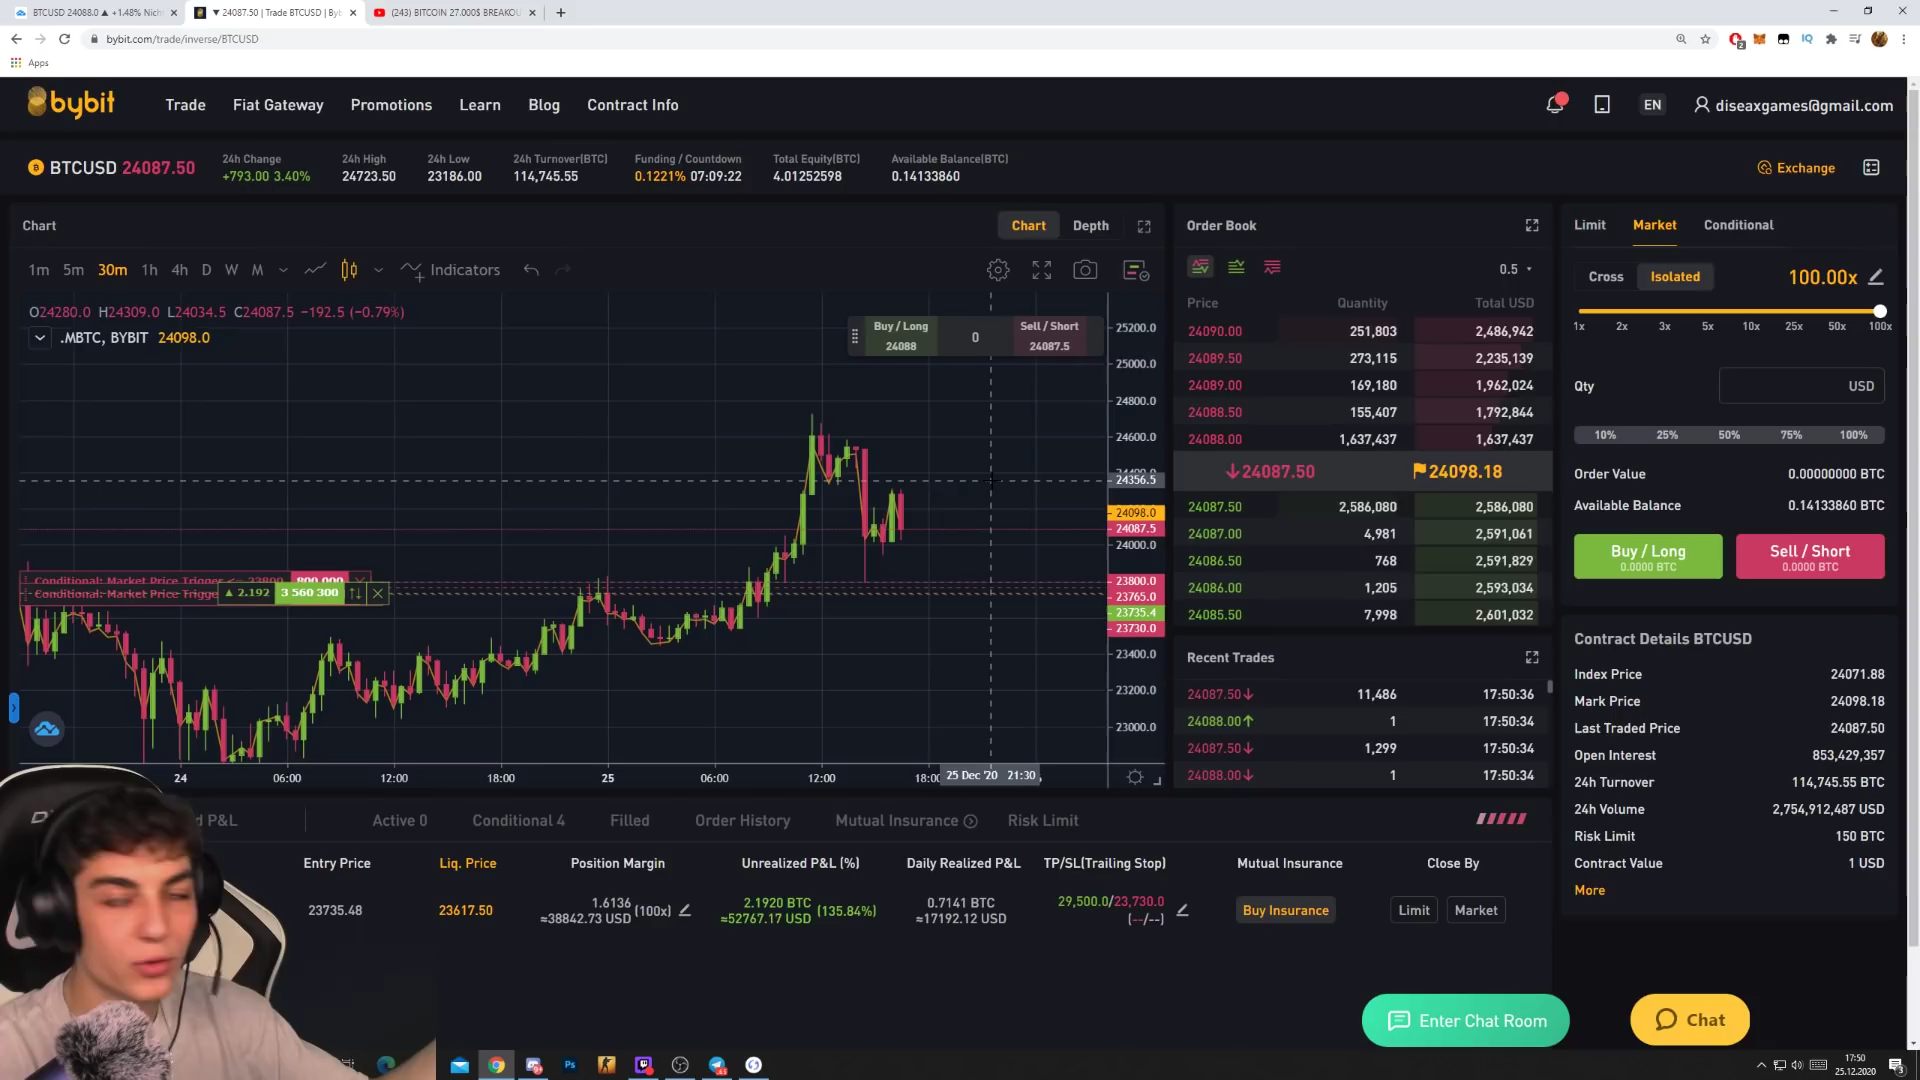 BTCUSD 24088.0 ▲ +1.48% Nich
▼ 24087.50 | Trade BTCUSD | Byb
(243) BITCOIN 27.000$ BREAKOU
bybit.com/trade/inverse/BTCUSD
Apps
bybit
Trade
Fiat Gateway
Promotions
Learn
Blog
Contract Info
EN
diseaxgames@gmail.com
BTCUSD 24087.50
24h Change
+793.00 3.40%
24h High
24723.50
24h Low
23186.00
24h Turnover(BTC)
114,745.55
Funding / Countdown
0.1221% 07:09:22
Total Equity(BTC)
4.01252598
Available Balance(BTC)
0.14133860
Exchange
Chart
Chart Depth
1m 5m 30m 1h 4h D W M
Indicators
O24280.0 H24309.0 L24034.5 C24087.5 −192.5 (−0.79%)
.MBTC, BYBIT 24098.0
Buy / Long
24088
0
Sell / Short
24087.5
25200.0
25000.0
24800.0
24600.0
24356.5
24098.0
24087.5
24000.0
23800.0
23765.0
23735.4
23730.0
23400.0
23200.0
23000.0
Conditional: Market Price Trigger <= 23800 800 000
Conditional: Market Price Trigge
▲ 2.192 3 560 300
24 06:00 12:00 18:00 25 06:00 12:00 18:00 25 Dec '20 21:30
Order Book
0.5
Price Quantity Total USD
24090.00 251,803 2,486,942
24089.50 273,115 2,235,139
24089.00 169,180 1,962,024
24088.50 155,407 1,792,844
24088.00 1,637,437 1,637,437
↓24087.50 24098.18
24087.50 2,586,080 2,586,080
24087.00 4,981 2,591,061
24086.50 768 2,591,829
24086.00 1,205 2,593,034
24085.50 7,998 2,601,032
Recent Trades
24087.50↓ 11,486 17:50:36
24088.00↑ 1 17:50:34
24087.50↓ 1,299 17:50:34
24088.00↓ 1 17:50:34
Limit Market Conditional
Cross Isolated 100.00x
1x 2x 3x 5x 10x 25x 50x 100x
Qty USD
10% 25% 50% 75% 100%
Order Value 0.00000000 BTC
Available Balance 0.14133860 BTC
Buy / Long
0.0000 BTC
Sell / Short
0.0000 BTC
Contract Details BTCUSD
Index Price 24071.88
Mark Price 24098.18
Last Traded Price 24087.50
Open Interest 853,429,357
24h Turnover 114,745.55 BTC
24h Volume 2,754,912,487 USD
Risk Limit 150 BTC
Contract Value 1 USD
More
d P&L
Active 0
Conditional 4
Filled
Order History
Mutual Insurance
Risk Limit
Entry Price
Liq. Price
Position Margin
Unrealized P&L (%)
Daily Realized P&L
TP/SL(Trailing Stop)
Mutual Insurance
Close By
23735.48
23617.50
1.6136
≈38842.73 USD (100x)
2.1920 BTC
≈52767.17 USD (135.84%)
0.7141 BTC
≈17192.12 USD
29,500.0/23,730.0
(--/--)
Buy Insurance
Limit
Market
Enter Chat Room
Chat
17:50
25.12.2020